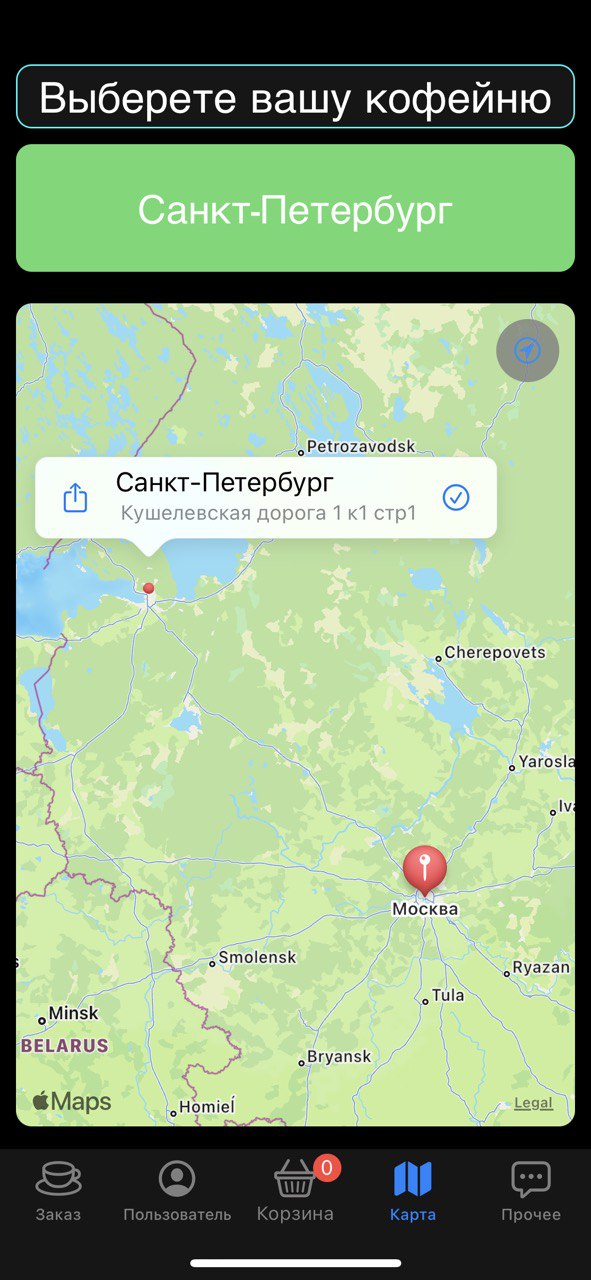 Выберете вашу кофейню
Санкт-Петербург
Petrozavodsk
Санкт-Петербург
Кушелевская дорога 1 к1 стр1
Cherepovets
Yarosla
Iva
Москва
Smolensk
Ryazan
Tula
Minsk
BELARUS
Bryansk
Maps
Homieĺ
Legal
0
Заказ
Пользователь
Корзина
Карта
Прочее